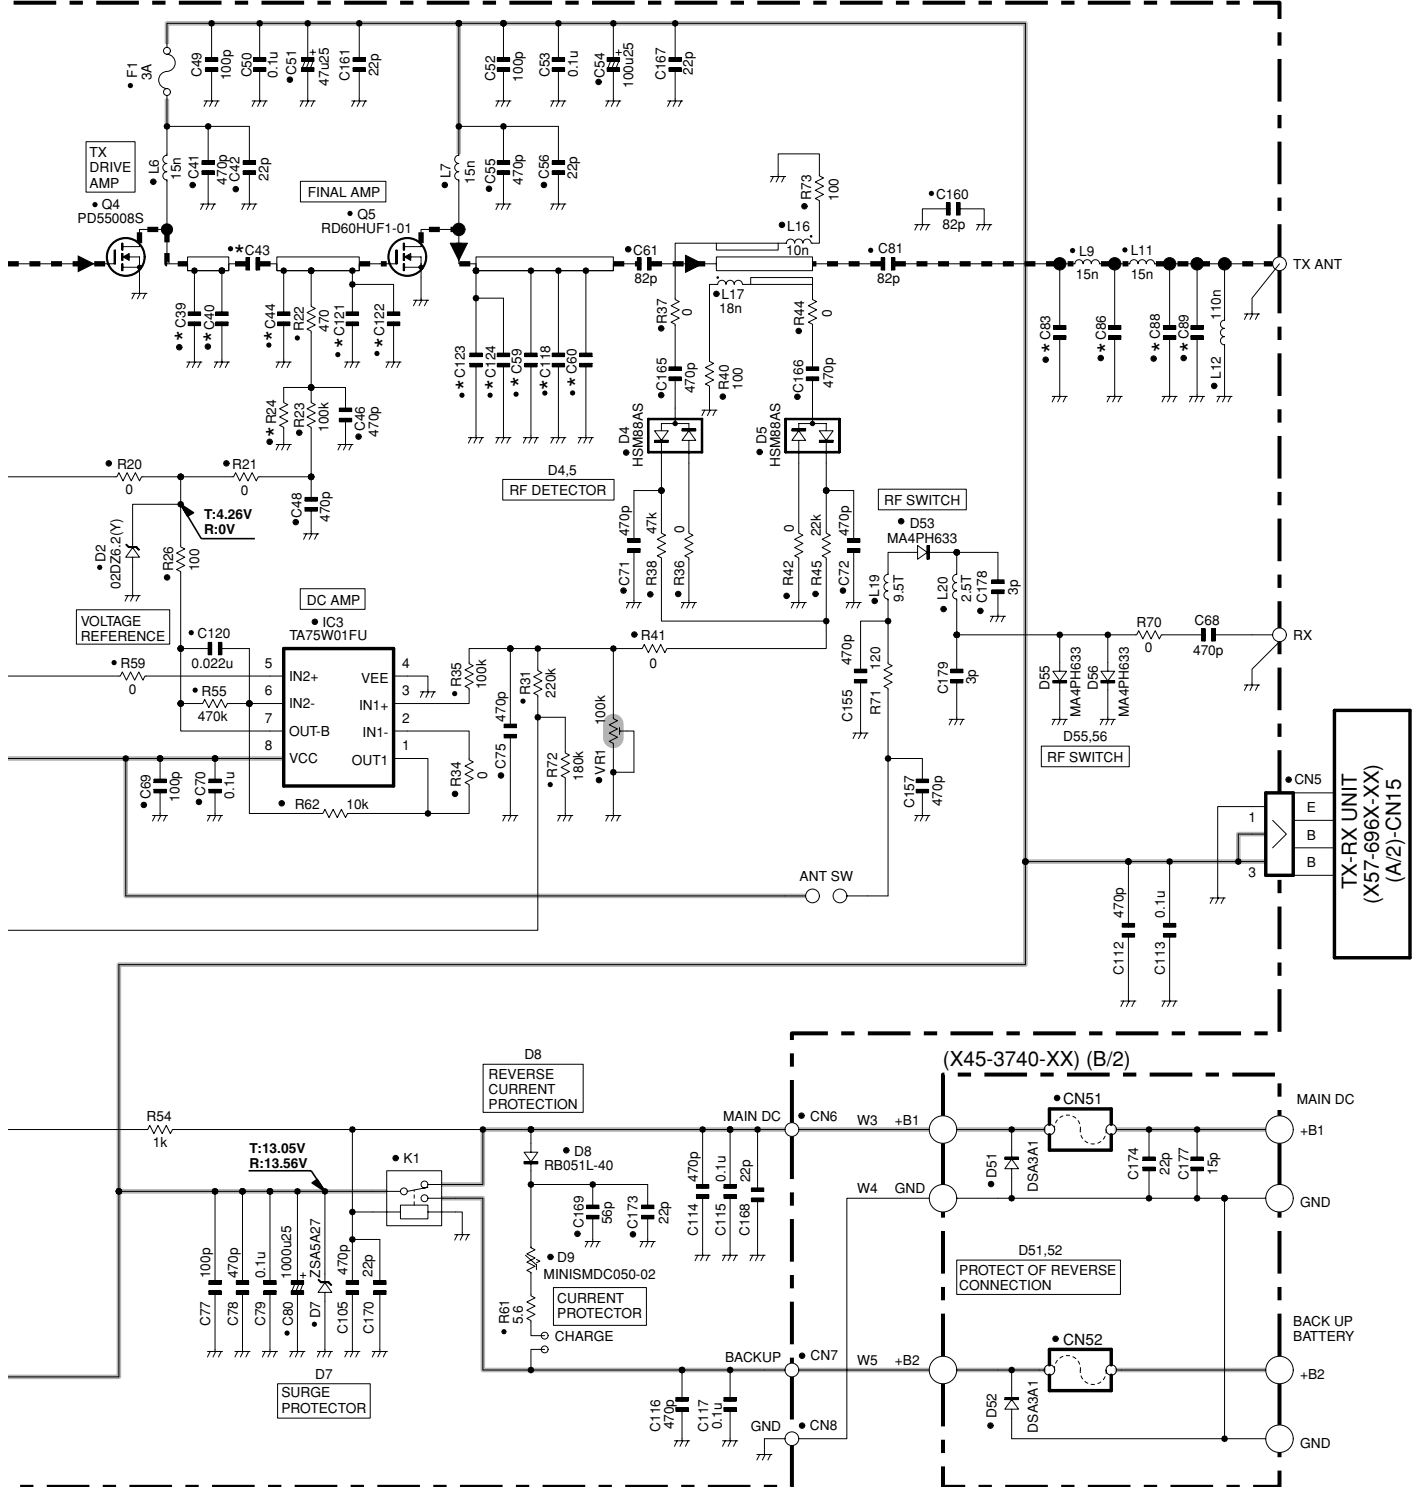 F1
3A
C49
100p
C50
0.1u
C51
47u25
+
C161
22p
C52
100p
C53
0.1u
C54
100u25
+
C167
22p
TX
DRIVE
AMP
Q4
PD55008S
L6
15n
C41
470p
C42
22p
FINAL AMP
Q5
RD60HUF1-01
L7
15n
C55
470p
C56
22p
R73
100
L16
10n
C160
82p
*C43
C61
82p
C81
82p
L9
15n
L11
15n
TX ANT
*C39
*C40
*C44
R22
470
*C121
*C122
*C123
*C124
*C59
*C118
*C60
R37
0
L17
18n
R44
0
C165
470p
R40
100
C166
470p
*C83
*C86
*C88
*C89
L12
110n
*R24
R23
100k
C46
470p
D4
HSM88AS
D5
HSM88AS
D4,5
RF DETECTOR
R20
0
R21
0
C48
470p
T:4.26V
R:0V
D2
02DZ6.2(Y)
R26
100
C71
470p
R38
47k
R36
0
R42
0
R45
22k
C72
470p
RF SWITCH
D53
MA4PH633
L19
9.5T
L20
2.5T
C178
3p
VOLTAGE
REFERENCE
DC AMP
IC3
TA75W01FU
C120
0.022u
R59
0
R55
470k
5
IN2+
6
IN2-
7
OUT-B
8
VCC
VEE
4
IN1+
3
IN1-
2
OUT1
1
R35
100k
R34
0
R62
10k
C69
100p
C70
0.1u
C75
470p
R31
220k
R72
180k
VR1
100k
R41
0
C155
470p
R71
120
C179
3p
D55
MA4PH633
D56
MA4PH633
R70
0
C68
470p
RX
D55,56
RF SWITCH
C157
470p
ANT SW
CN5
1
3
E
B
B
TX-RX UNIT
(X57-696X-XX)
(A/2)-CN15
C112
470p
C113
0.1u
D8
REVERSE
CURRENT
PROTECTION
(X45-3740-XX) (B/2)
R54
1k
T:13.05V
R:13.56V
K1
D8
RB051L-40
C169
56p
C173
22p
D9
MINISMDC050-02
CURRENT
PROTECTOR
R61
5.6
CHARGE
C77
100p
C78
470p
C79
0.1u
C80
1000u25
+
D7
ZSA5A27
C105
470p
C170
22p
D7
SURGE
PROTECTOR
C114
470p
C115
0.1u
C168
22p
MAIN DC
CN6
W3
+B1
W4
GND
CN51
D51
DSA3A1
C174
22p
C177
15p
MAIN DC
+B1
GND
D51,52
PROTECT OF REVERSE
CONNECTION
BACKUP
CN7
W5
+B2
C116
470p
C117
0.1u
GND
CN8
CN52
D52
DSA3A1
BACK UP
BATTERY
+B2
GND